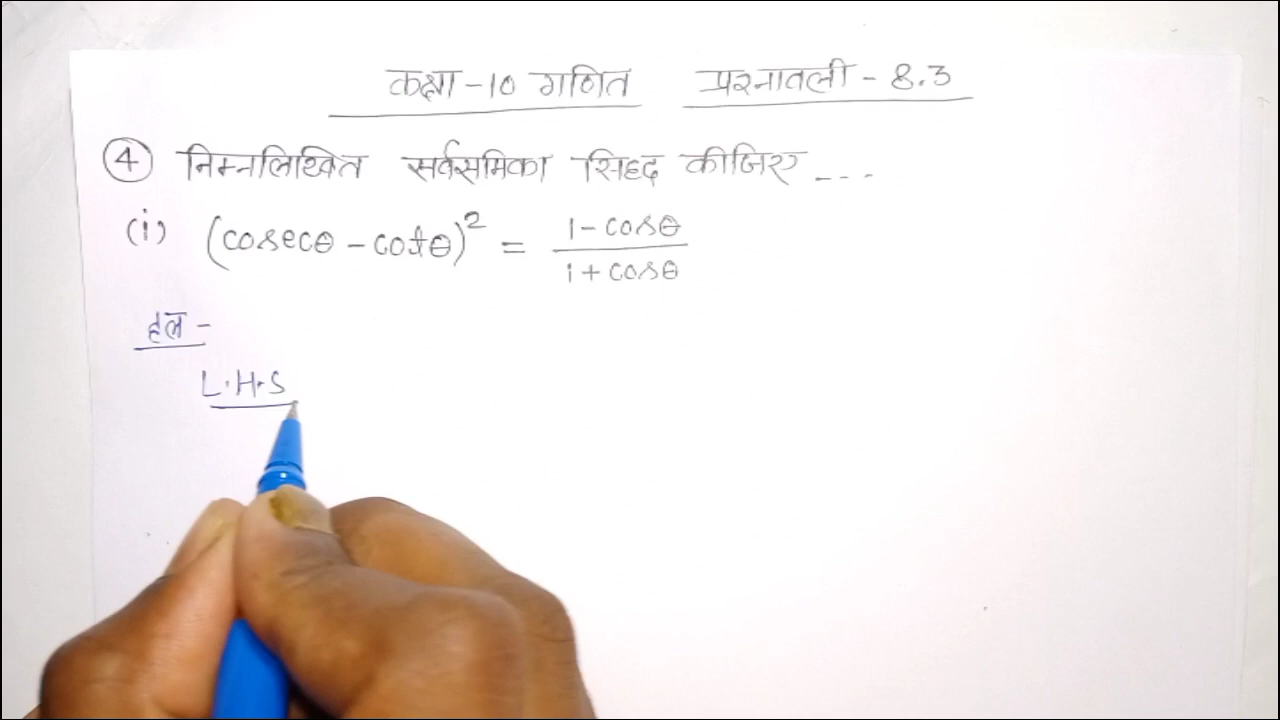 कक्षा -10 गणित प्रश्नावली - 8.3
④ निम्नलिखित सर्वसमिका सिद्ध कीजिए ---
(i) (cosecθ - cotθ)² = 1 - cosθ / 1 + cosθ
हल -
L.H.S